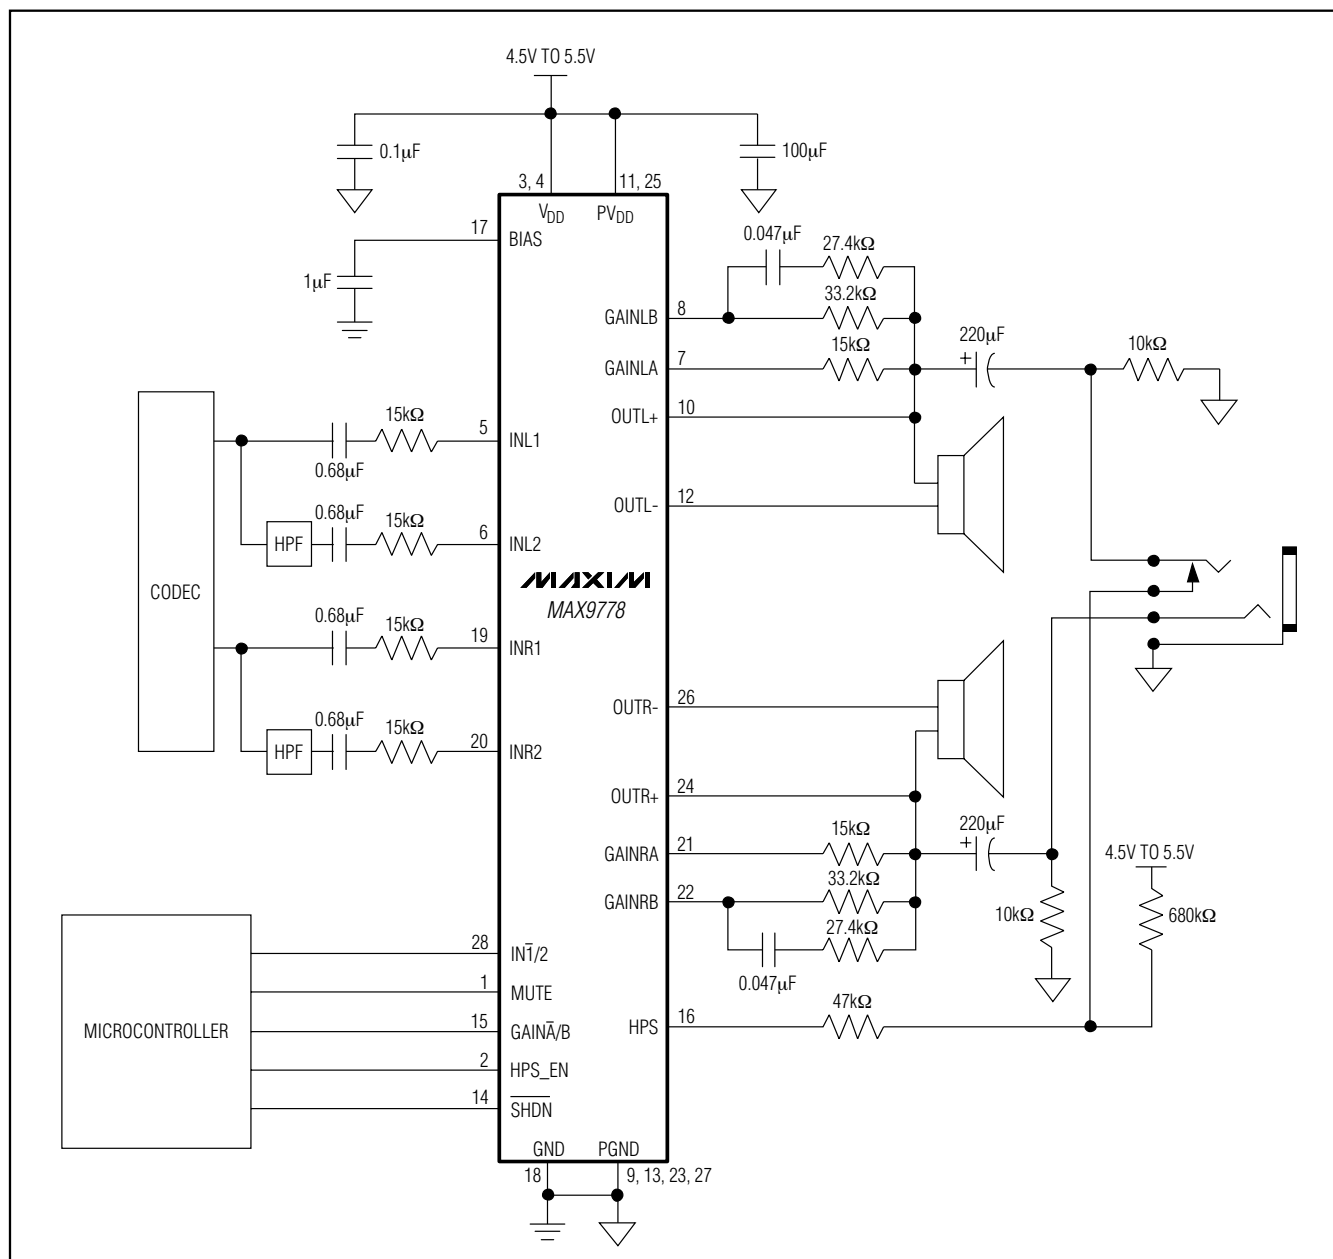 4.5V TO 5.5V
0.1µF
100µF
3, 4
11, 25
VDD
PVDD
17
BIAS
1µF
0.047µF
27.4kΩ
GAINLB
8
33.2kΩ
GAINLA
7
15kΩ
220µF
+
10kΩ
OUTL+
10
CODEC
15kΩ
0.68µF
5
INL1
OUTL-
12
0.68µF
15kΩ
HPF
6
INL2
MAXIM
MAX9778
0.68µF
15kΩ
19
INR1
OUTR-
26
0.68µF
15kΩ
HPF
20
INR2
OUTR+
24
GAINRA
21
15kΩ
220µF
+
4.5V TO 5.5V
GAINRB
22
33.2kΩ
10kΩ
680kΩ
27.4kΩ
0.047µF
MICROCONTROLLER
28
IN1̅/2
1
MUTE
15
GAINA̅/B
2
HPS_EN
14
S̅H̅D̅N̅
HPS
16
47kΩ
GND
PGND
18
9, 13, 23, 27